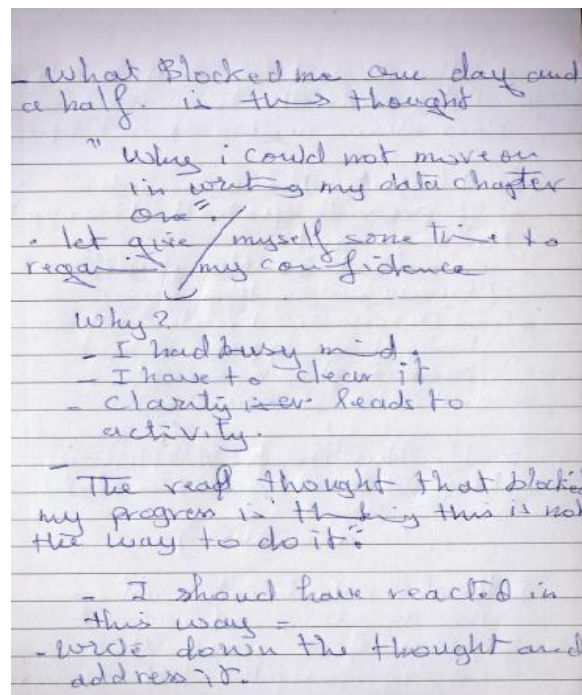 - What Blocked me one day and
a half. is this thought
" Why i could not move on
in writing my data chapter
One".
. let give myself some time to
regain my confidence
Why?
- I had busy mind.
- I have to clear it
- Clarity leads to
activity.
- The real thought that blocke
my progress is thinking this is not
the way to do it".
- I shoud have reacted in
this way =
- wrote down the thought and
address it.